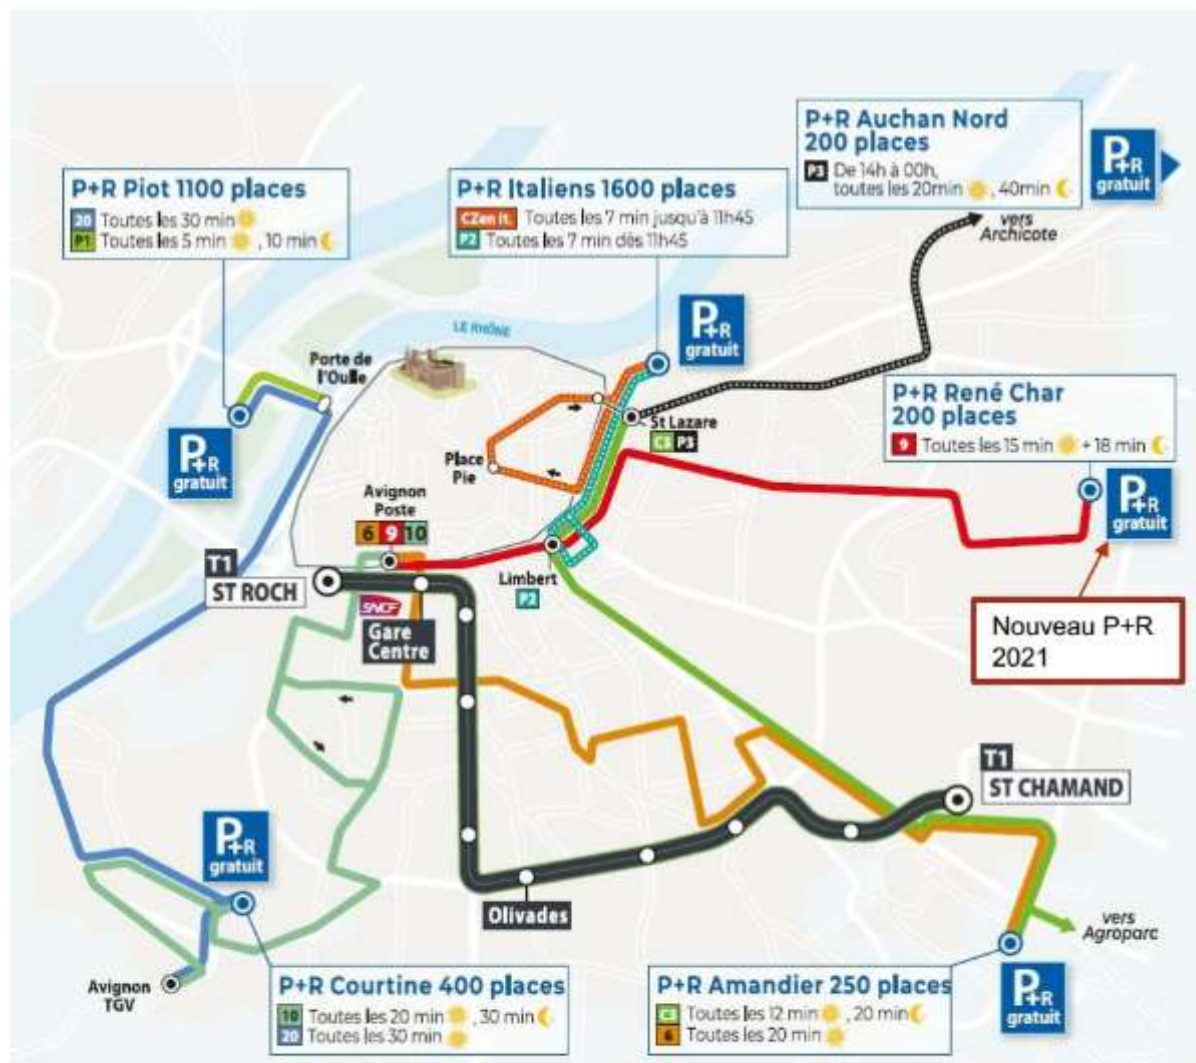 P+R Auchan Nord
200 places
P3 De 14h à 00h,
toutes les 20min , 40min
P+R
gratuit
vers
Archicote
P+R Piot 1100 places
20 Toutes les 30 min
P1 Toutes les 5 min , 10 min
P+R Italiens 1600 places
CZen It. Toutes les 7 min jusqu'à 11h45
P2 Toutes les 7 min dès 11h45
P+R
gratuit
LE RHÔNE
Porte de
l'Oulle
P+R René Char
200 places
9 Toutes les 15 min + 18 min
St Lazare
C3 P3
P+R
gratuit
Place
Pie
P+R
gratuit
Avignon
Poste
6 9 10
T1
ST ROCH
Limbert
P2
SNCF
Gare
Centre
Nouveau P+R
2021
T1
ST CHAMAND
P+R
gratuit
Olivades
vers
Agroparc
Avignon
TGV
P+R Courtine 400 places
10 Toutes les 20 min , 30 min
20 Toutes les 30 min
P+R Amandier 250 places
Toutes les 12 min , 20 min
6 Toutes les 20 min
P+R
gratuit